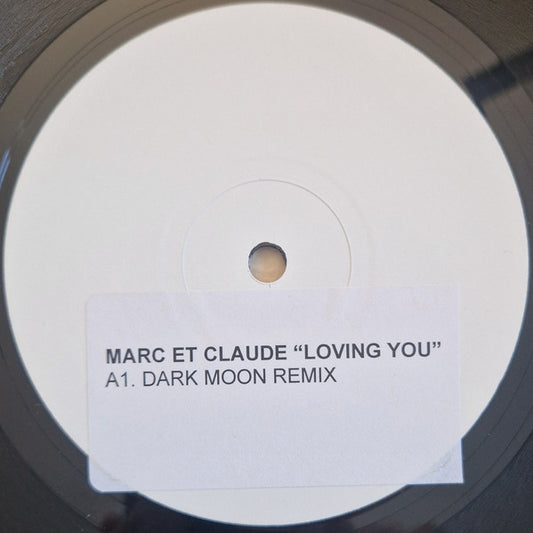 MARC ET CLAUDE “LOVING YOU”
A1. DARK MOON REMIX